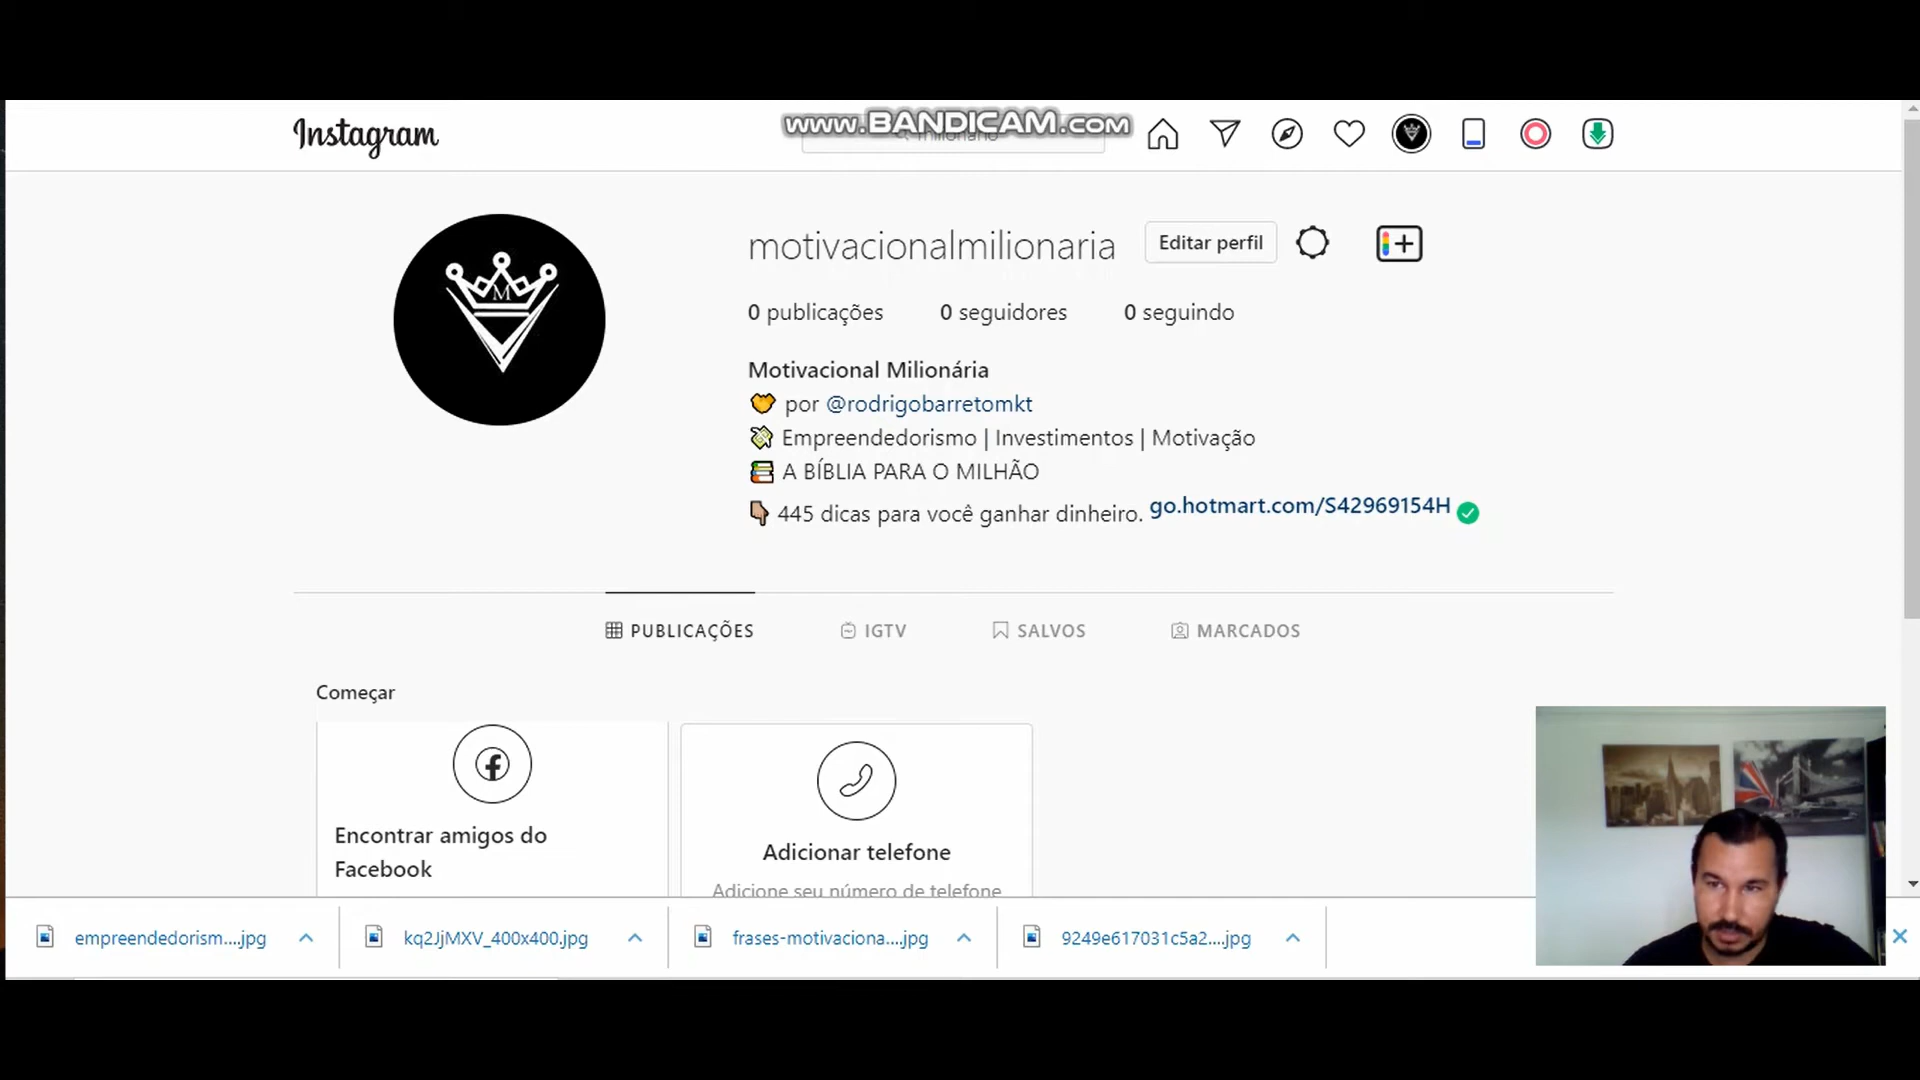 www.BANDICAM.com
Instagram
milionario
motivacionalmilionaria
Editar perfil
0 publicações
0 seguidores
0 seguindo
Motivacional Milionária
por @rodrigobarretomkt
Empreendedorismo | Investimentos | Motivação
A BÍBLIA PARA O MILHÃO
445 dicas para você ganhar dinheiro. go.hotmart.com/S42969154H
PUBLICAÇÕES
IGTV
SALVOS
MARCADOS
Começar
Encontrar amigos do
Facebook
Adicionar telefone
Adicione seu número de telefone
empreendedorism....jpg
kq2JjMXV_400x400.jpg
frases-motivaciona....jpg
9249e617031c5a2....jpg
M